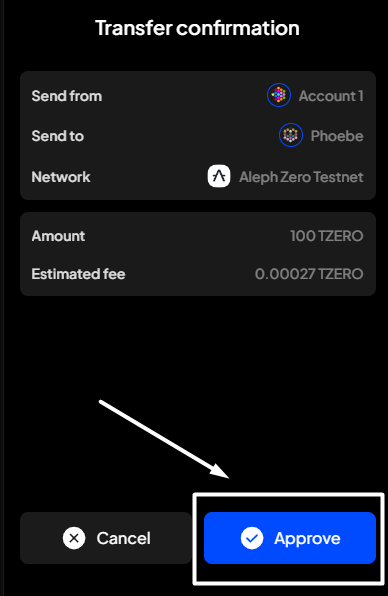 Transfer confirmation
Send from Account 1
Send to Phoebe
Network Aleph Zero Testnet
Amount 100 TZERO
Estimated fee 0.00027 TZERO
Cancel Approve